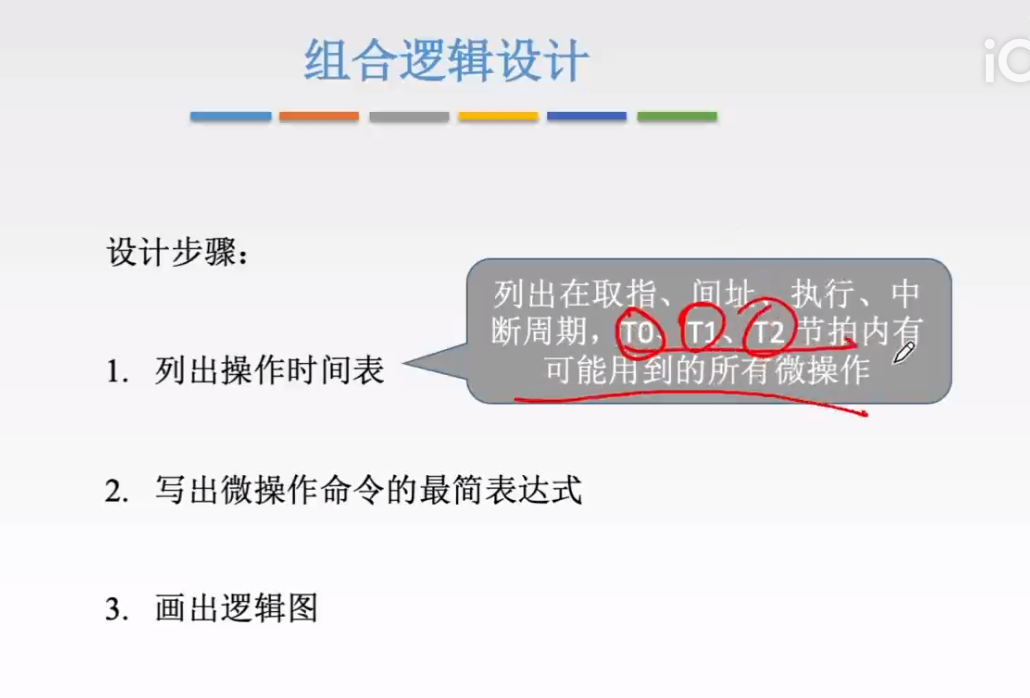 组合逻辑设计
设计步骤：
列出在取指、间址、执行、中
断周期，T0、T1、T2 节拍内有
可能用到的所有微操作
1. 列出操作时间表
2. 写出微操作命令的最简表达式
3. 画出逻辑图